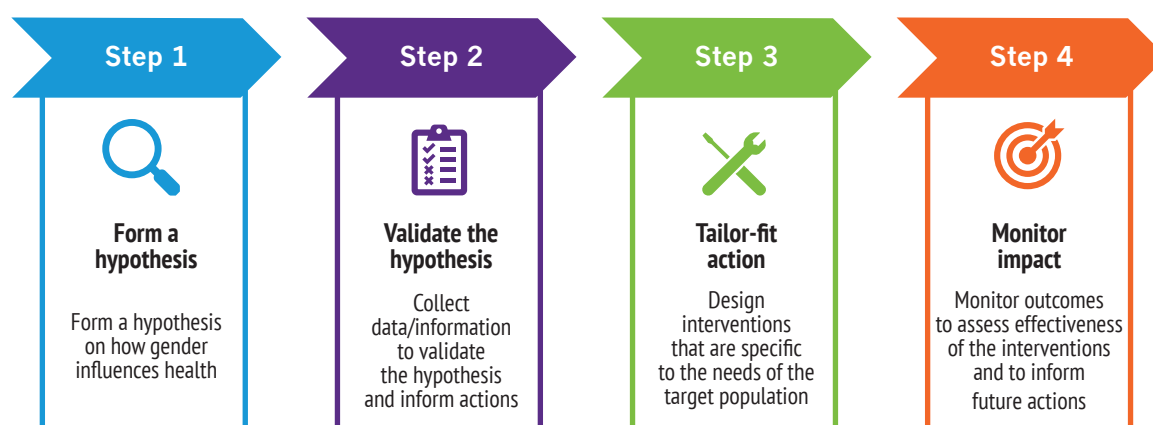 Step 1
Form a
hypothesis
Form a hypothesis
on how gender
influences health
Step 2
Validate the
hypothesis
Collect
data/information
to validate
the hypothesis
and inform actions
Step 3
Tailor-fit
action
Design
interventions
that are specific
to the needs of the
target population
Step 4
Monitor
impact
Monitor outcomes
to assess effectiveness
of the interventions
and to inform
future actions